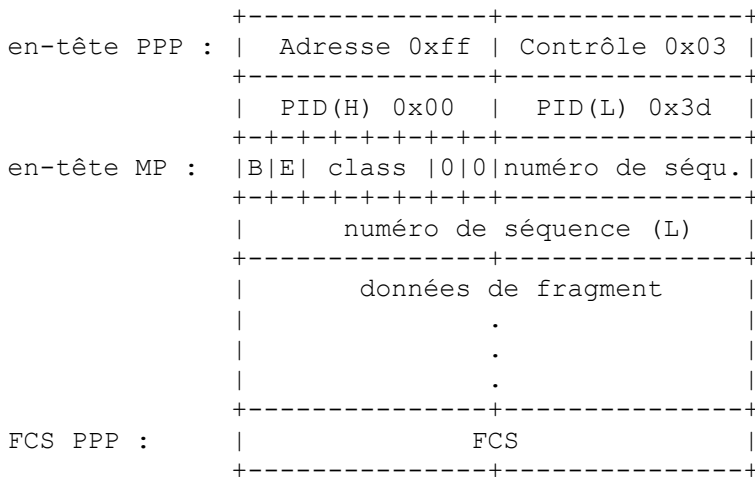 +---------------+---------------+
en-tête PPP : | Adresse 0xff | Contrôle 0x03 |
               +---------------+---------------+
               | PID(H) 0x00 | PID(L) 0x3d |
               +-+-+-+-+-+-+-+-+---------------+
en-tête MP : |B|E| class |0|0|numéro de séqu.|
               +-+-+-+-+-+-+-+-+---------------+
               | numéro de séquence (L) |
               +---------------+---------------+
               | données de fragment |
               | . |
               | . |
               | . |
               +---------------+---------------+
FCS PPP : | FCS |
               +---------------+---------------+